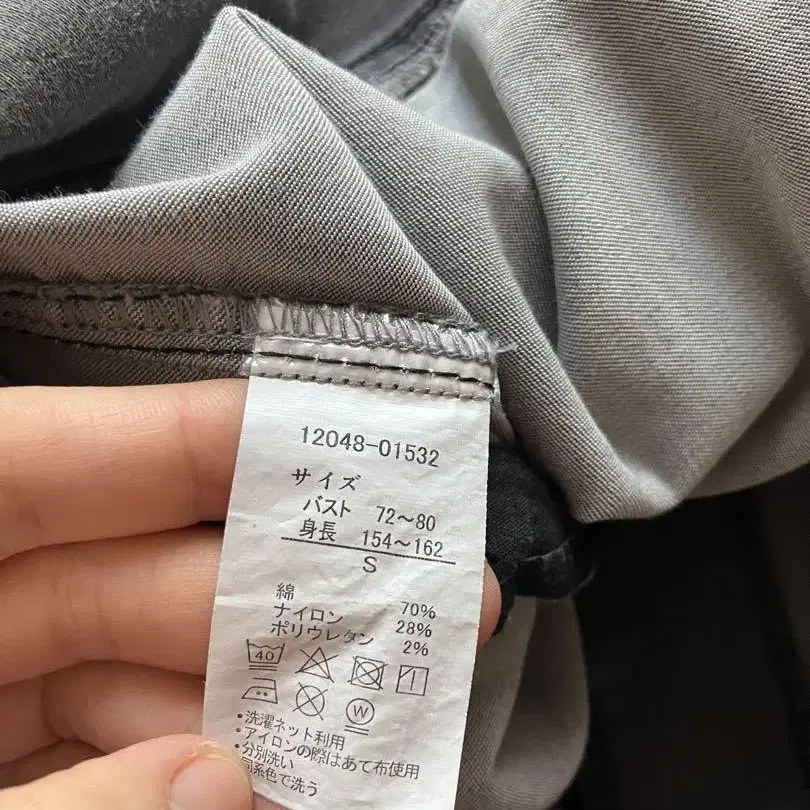 12048-01532
サイズ
バスト 72〜80
身長 154〜162
S
綿 70%
ナイロン 28%
ポリウレタン 2%
40
W
・洗濯ネット利用
・アイロンの際はあて布使用
・分別洗い
同系色で洗う